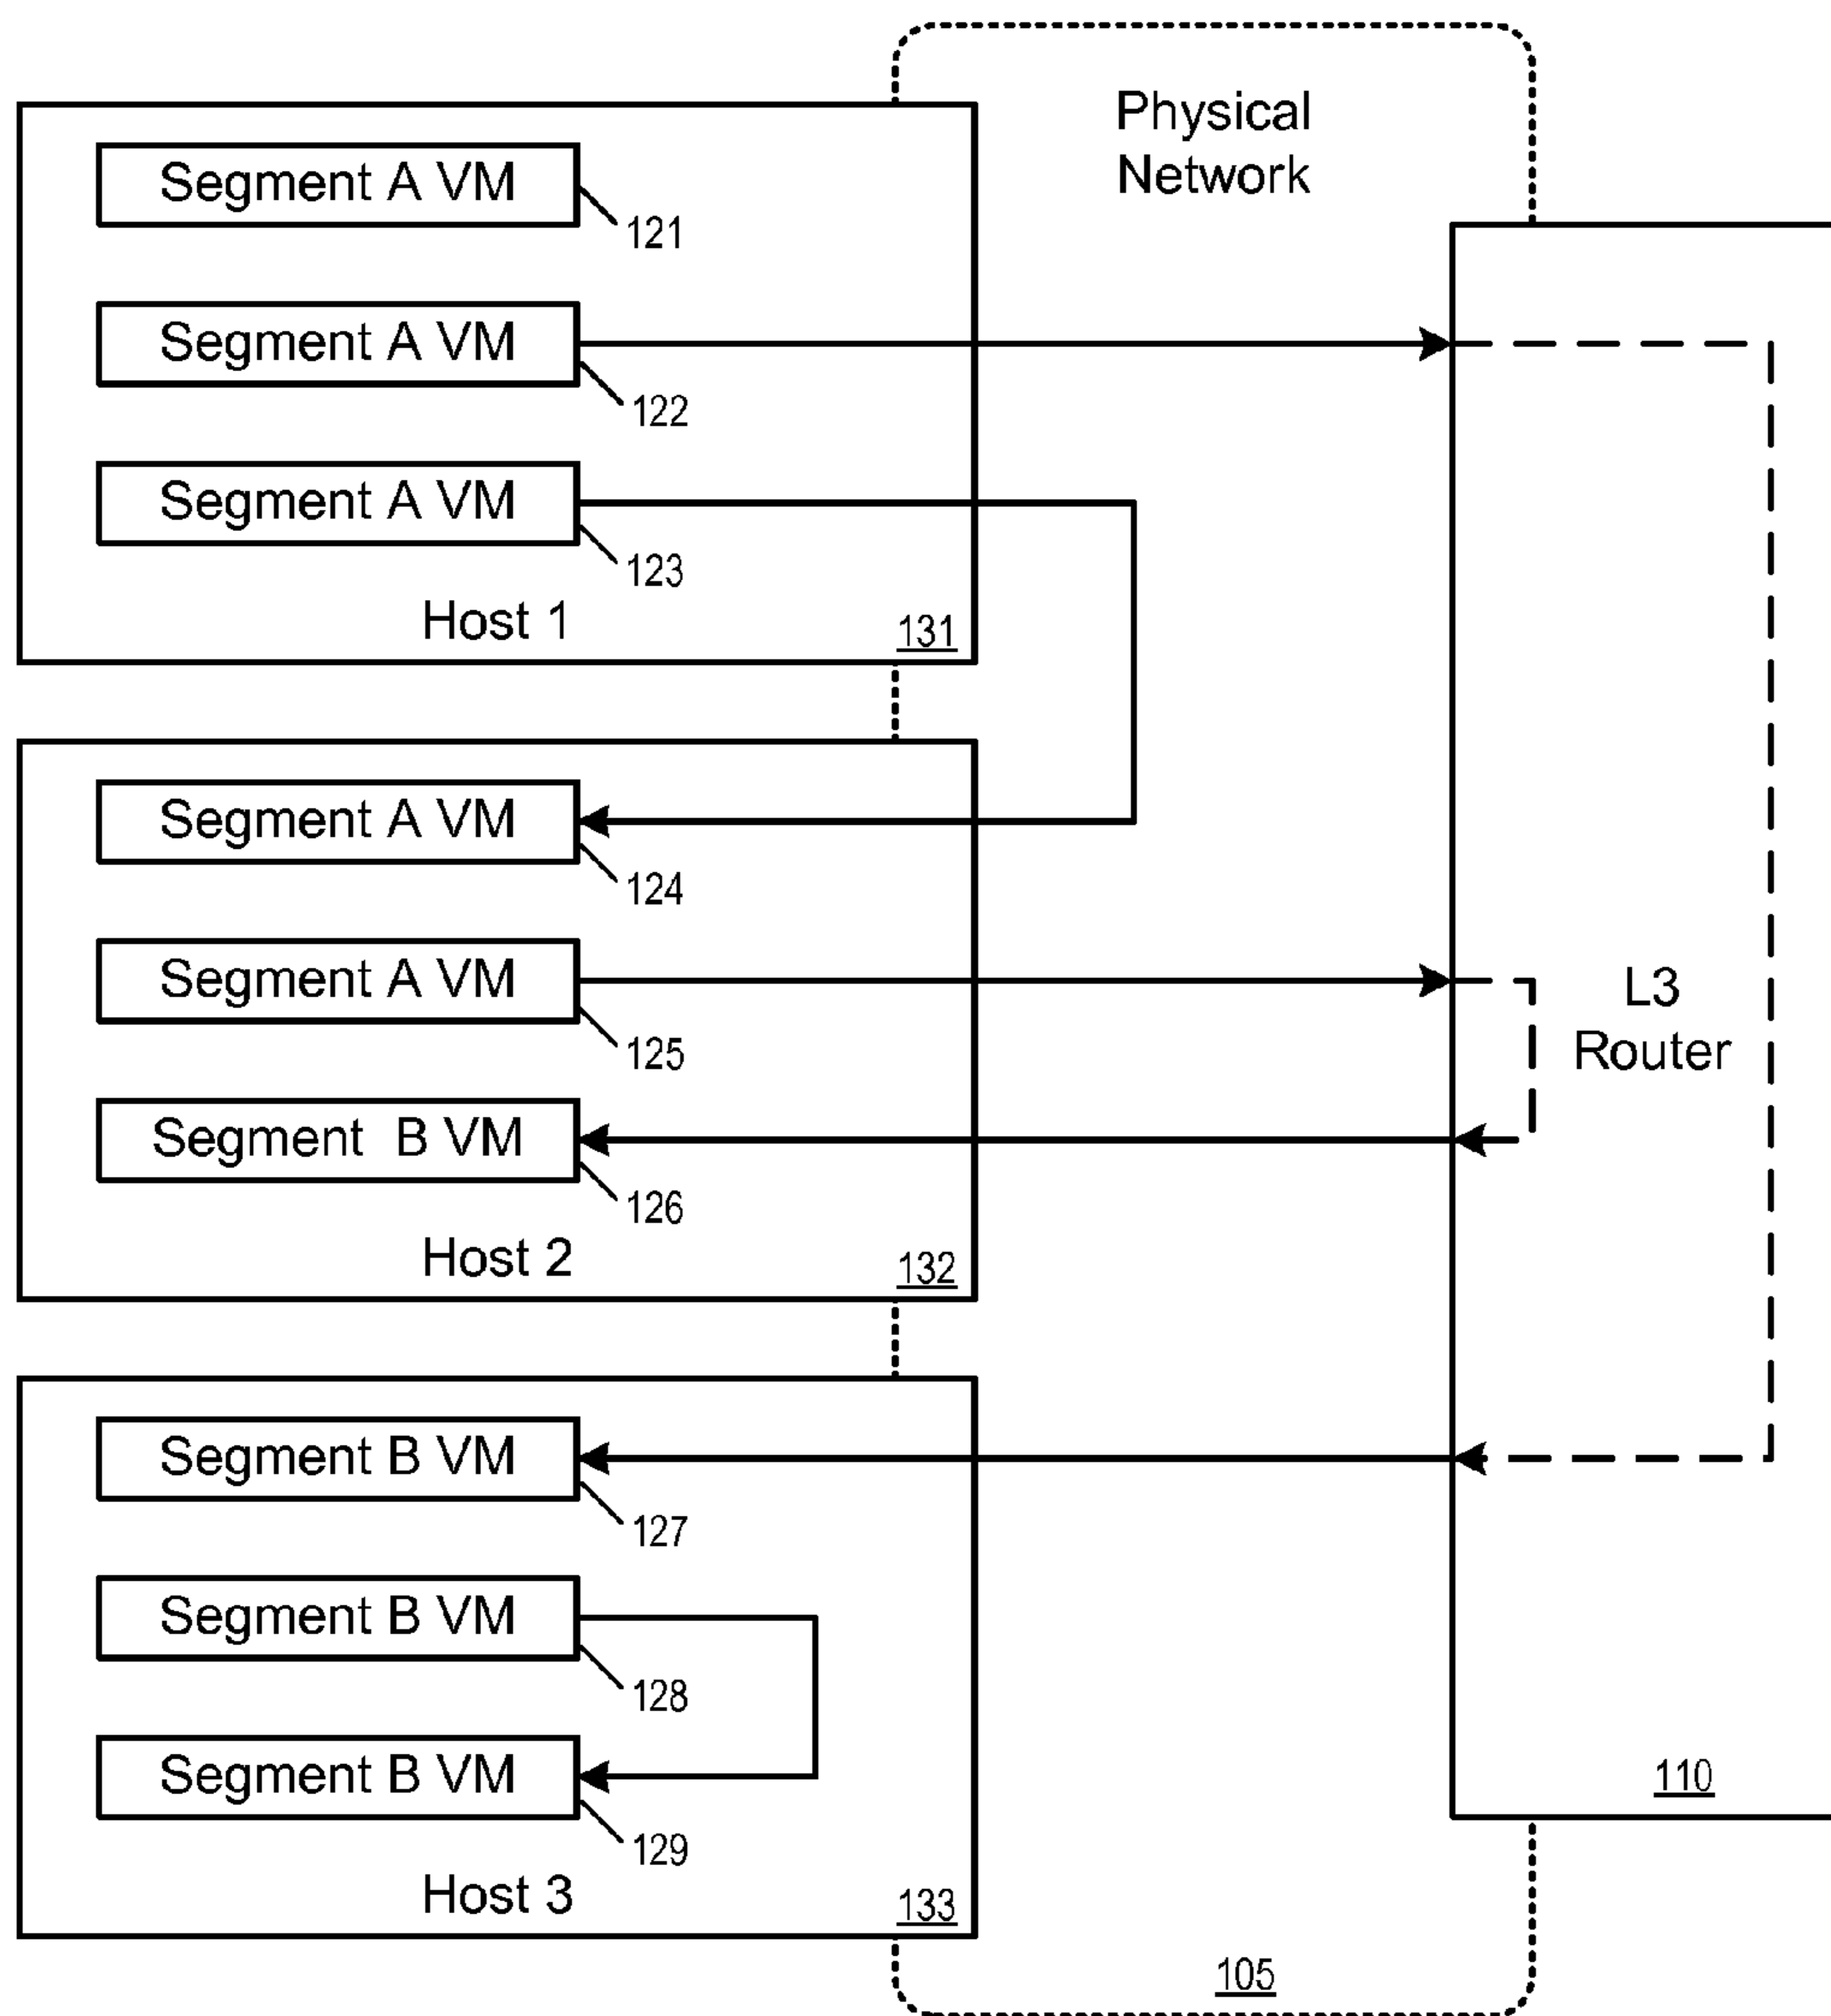 Physical
Network
Segment A VM
121
Segment A VM
122
Segment A VM
123
Host 1
131
Segment A VM
124
Segment A VM
125
Segment B VM
126
Host 2
132
L3
Router
Segment B VM
127
Segment B VM
128
Segment B VM
129
Host 3
133
110
105